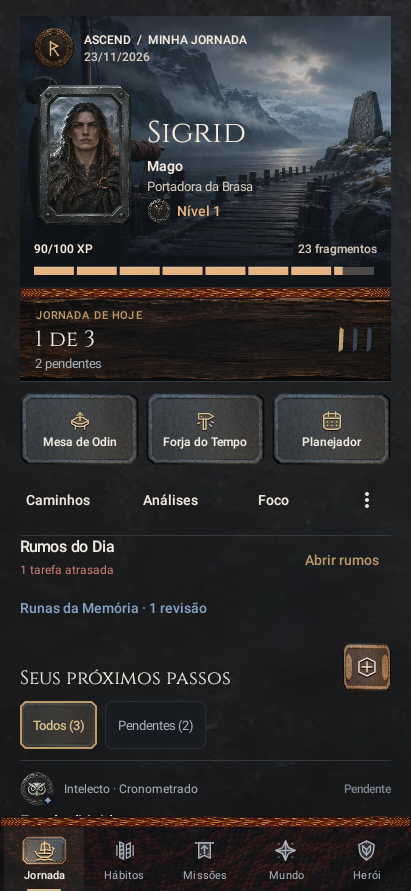 ASCEND / MINHA JORNADA
23/11/2026
SIGRID
Mago
Portadora da Brasa
Nível 1
90/100 XP
23 fragmentos
JORNADA DE HOJE
1 DE 3
2 pendentes
Mesa de Odin
Forja do Tempo
Planejador
Caminhos
Análises
Foco
Rumos do Dia
1 tarefa atrasada
Abrir rumos
Runas da Memória · 1 revisão
SEUS PRÓXIMOS PASSOS
Todos (3)
Pendentes (2)
Intelecto · Cronometrado
Pendente
Jornada
Hábitos
Missões
Mundo
Herói